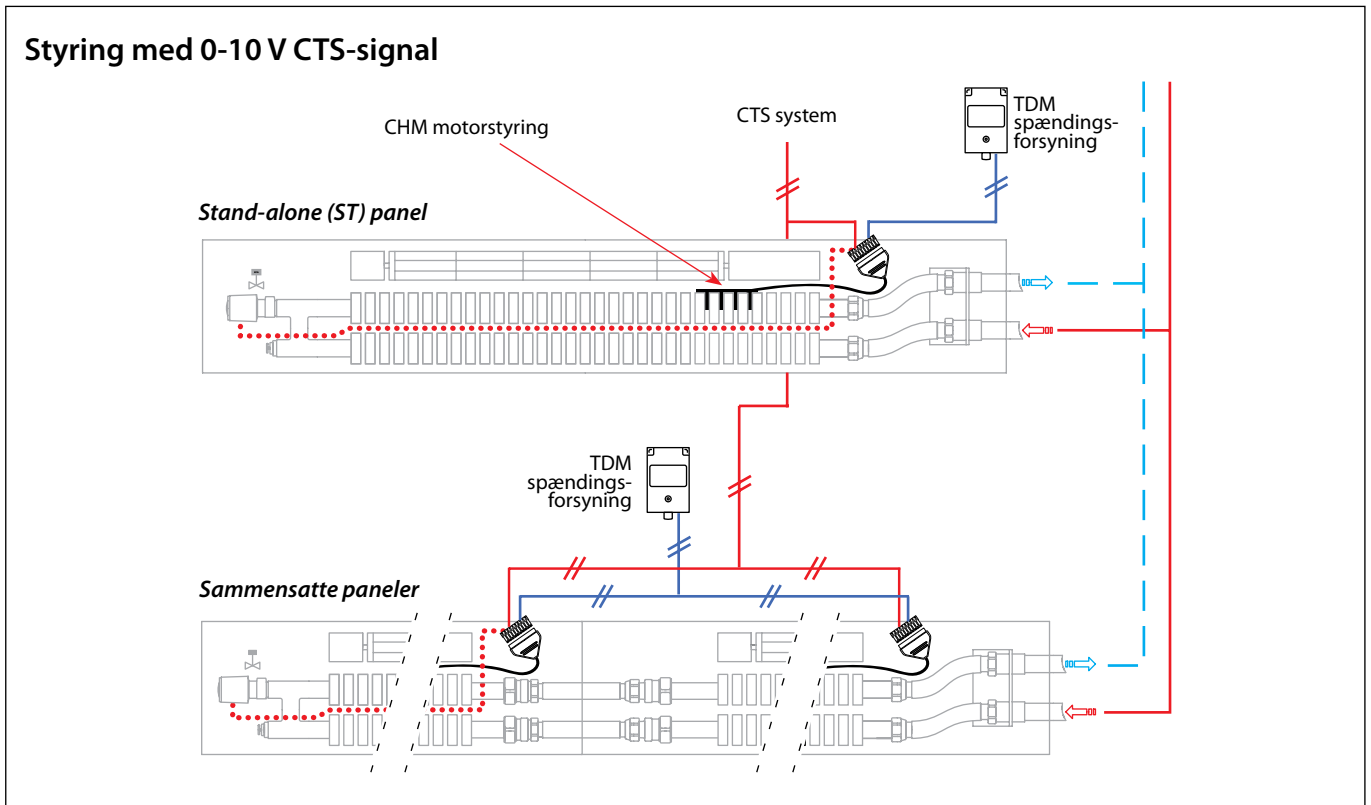 Styring med 0-10 V CTS-signal
CHM motorstyring
CTS system
TDM
spændings-
forsyning
Stand-alone (ST) panel
TDM
spændings-
forsyning
Sammensatte paneler